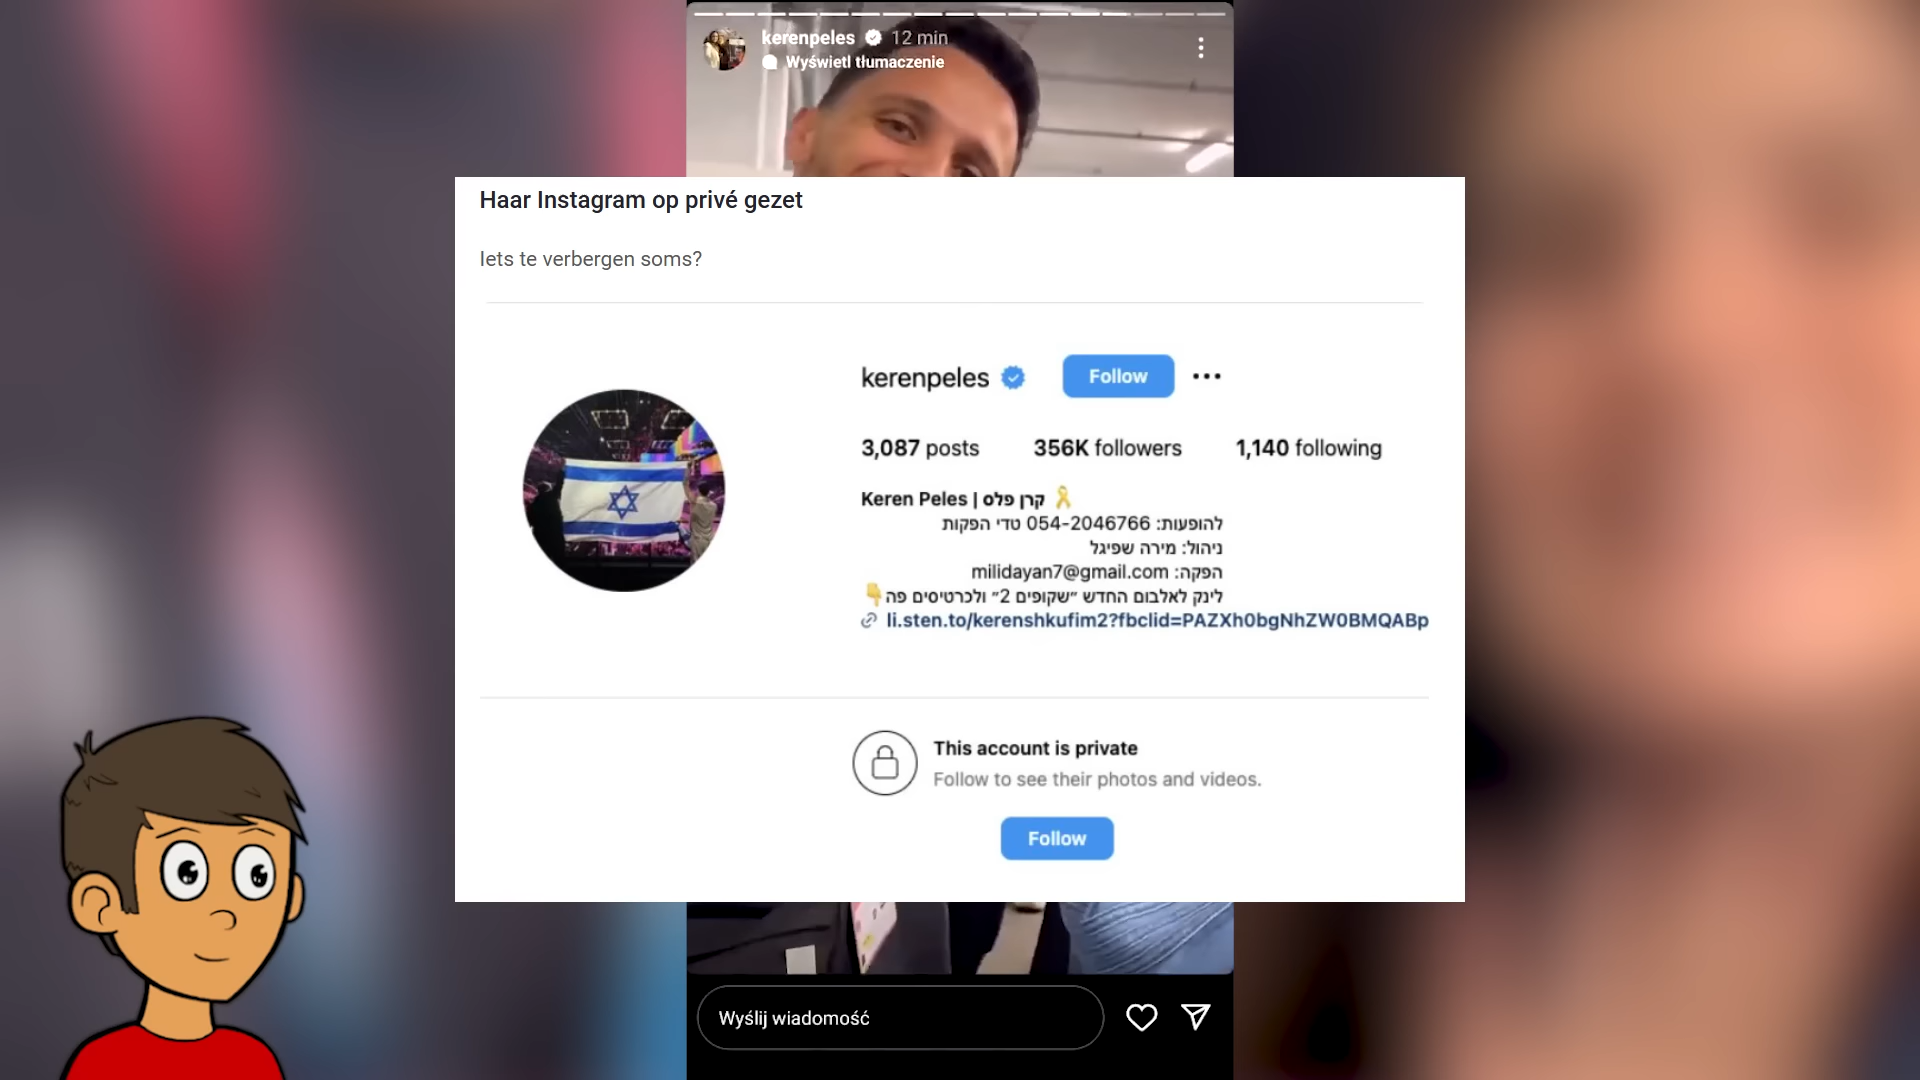 kerenpeles 12 min
Wyświetl tłumaczenie
Haar Instagram op privé gezet
Iets te verbergen soms?
kerenpeles Follow
3,087 posts 356K followers 1,140 following
Keren Peles | קרן פלס 🎗️
להופעות: 054-2046766 טדי הפקות
ניהול: מירה שפיגל
הפקה: milidayan7@gmail.com
לינק לאלבום החדש ״שקופים 2״ ולכרטיסים פה👇
li.sten.to/kerenshkufim2?fbclid=PAZXh0bgNhZW0BMQABp
This account is private
Follow to see their photos and videos.
Follow
Wyślij wiadomość